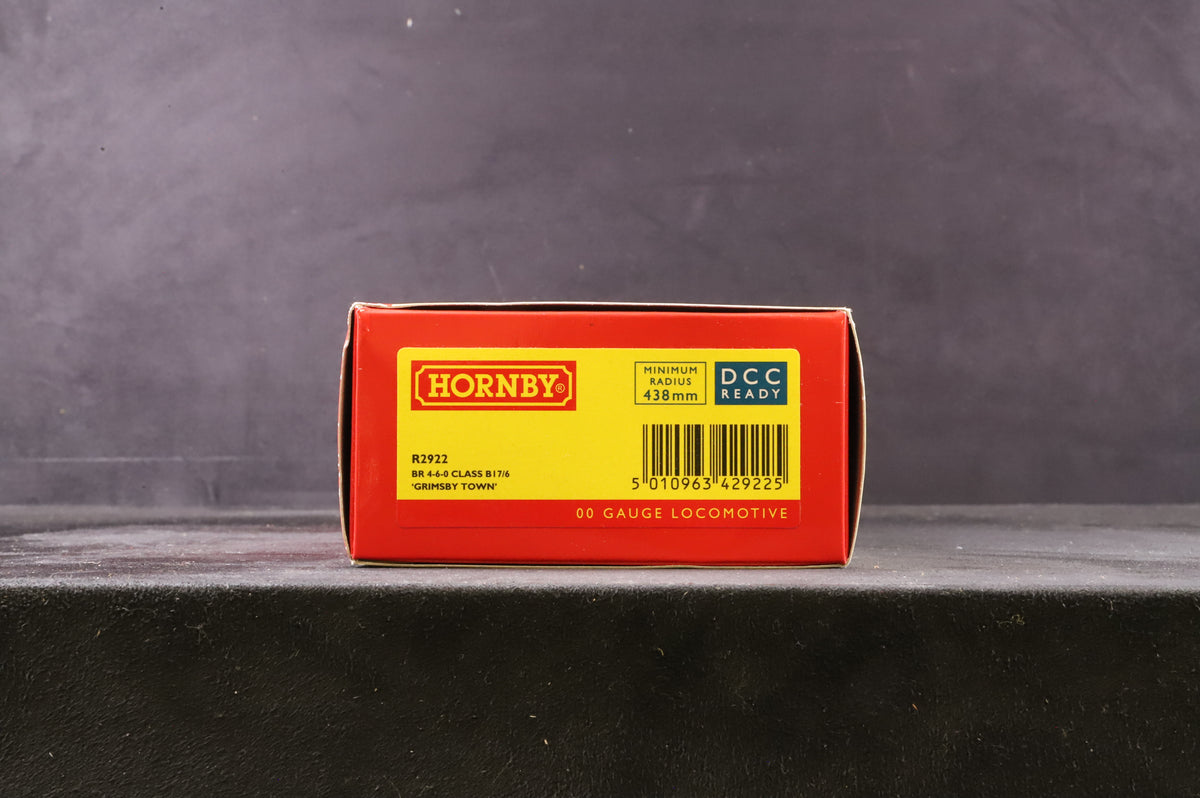 HORNBY®
MINIMUM
RADIUS
438mm
DCC
READY
R2922
BR 4-6-0 CLASS B17/6
'GRIMSBY TOWN'
5 010963 429225
00 GAUGE LOCOMOTIVE